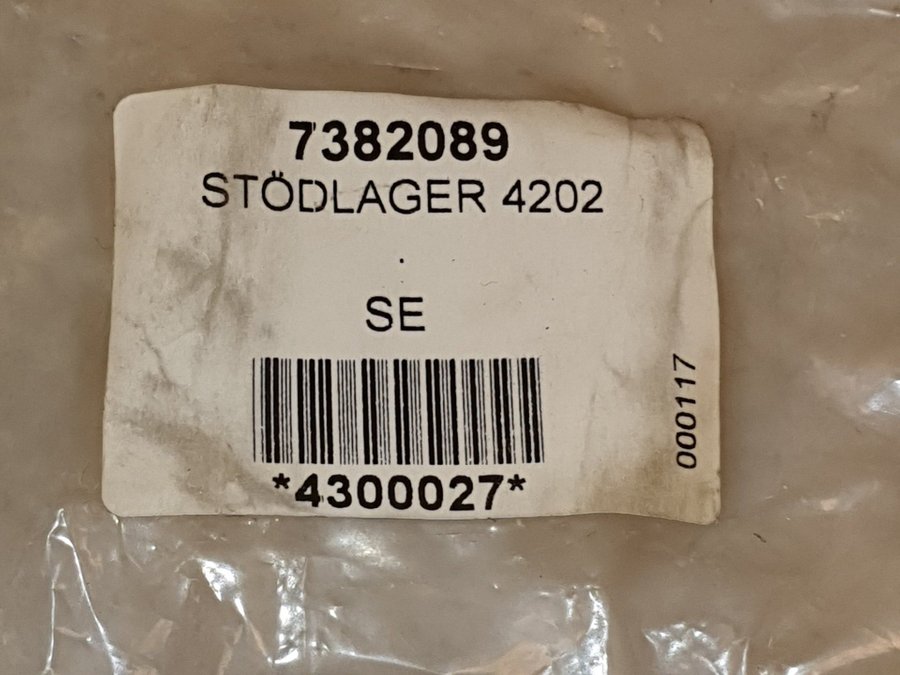 7382089
STÖDLAGER 4202
.
SE
*4300027*
000117